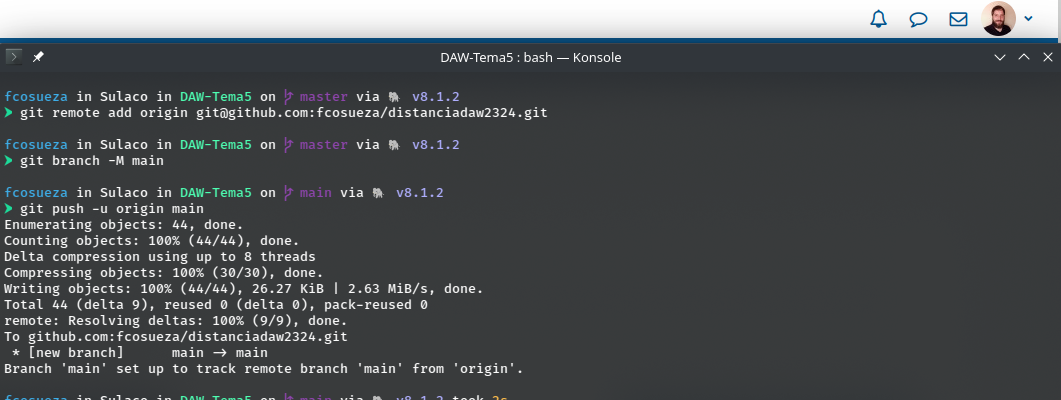 DAW-Tema5 : bash — Konsole
fcosueza in Sulaco in DAW-Tema5 on master via 🐘 v8.1.2
➤ git remote add origin git@github.com:fcosueza/distanciadaw2324.git
fcosueza in Sulaco in DAW-Tema5 on master via 🐘 v8.1.2
➤ git branch -M main
fcosueza in Sulaco in DAW-Tema5 on main via 🐘 v8.1.2
➤ git push -u origin main
Enumerating objects: 44, done.
Counting objects: 100% (44/44), done.
Delta compression using up to 8 threads
Compressing objects: 100% (30/30), done.
Writing objects: 100% (44/44), 26.27 KiB | 2.63 MiB/s, done.
Total 44 (delta 9), reused 0 (delta 0), pack-reused 0
remote: Resolving deltas: 100% (9/9), done.
To github.com:fcosueza/distanciadaw2324.git
 * [new branch]      main -> main
Branch 'main' set up to track remote branch 'main' from 'origin'.
fcosueza in Sulaco in DAW-Tema5 on main via 🐘 v8.1.2 took 2s